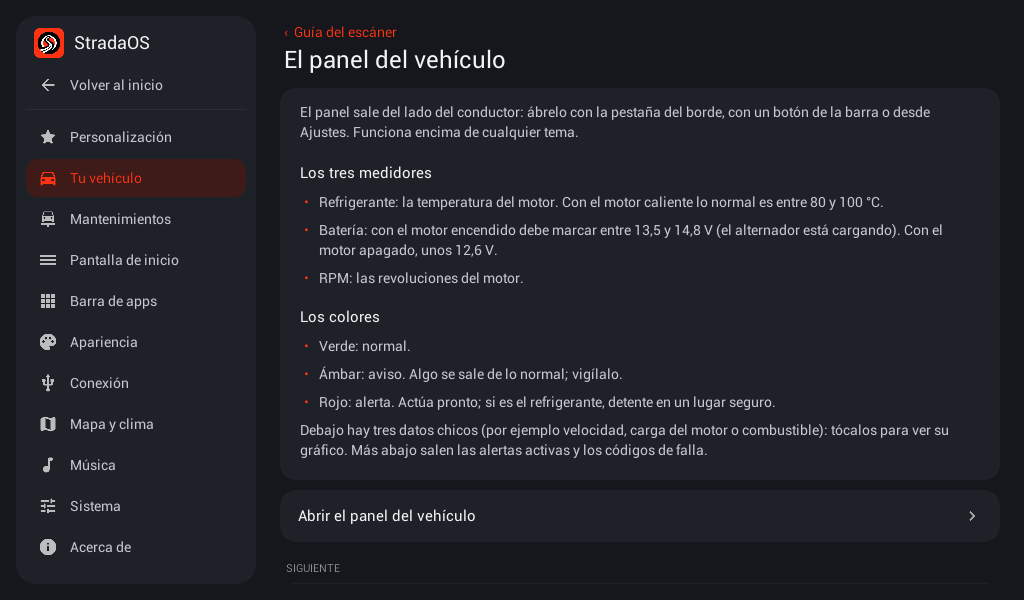 StradaOS
Volver al inicio
Personalización
Tu vehículo
Mantenimientos
Pantalla de inicio
Barra de apps
Apariencia
Conexión
Mapa y clima
Música
Sistema
Acerca de
‹ Guía del escáner
El panel del vehículo
El panel sale del lado del conductor: ábrelo con la pestaña del borde, con un botón de la barra o desde
Ajustes. Funciona encima de cualquier tema.
Los tres medidores
• Refrigerante: la temperatura del motor. Con el motor caliente lo normal es entre 80 y 100 °C.
• Batería: con el motor encendido debe marcar entre 13,5 y 14,8 V (el alternador está cargando). Con el
motor apagado, unos 12,6 V.
• RPM: las revoluciones del motor.
Los colores
• Verde: normal.
• Ámbar: aviso. Algo se sale de lo normal; vigílalo.
• Rojo: alerta. Actúa pronto; si es el refrigerante, detente en un lugar seguro.
Debajo hay tres datos chicos (por ejemplo velocidad, carga del motor o combustible): tócalos para ver su
gráfico. Más abajo salen las alertas activas y los códigos de falla.
Abrir el panel del vehículo
SIGUIENTE